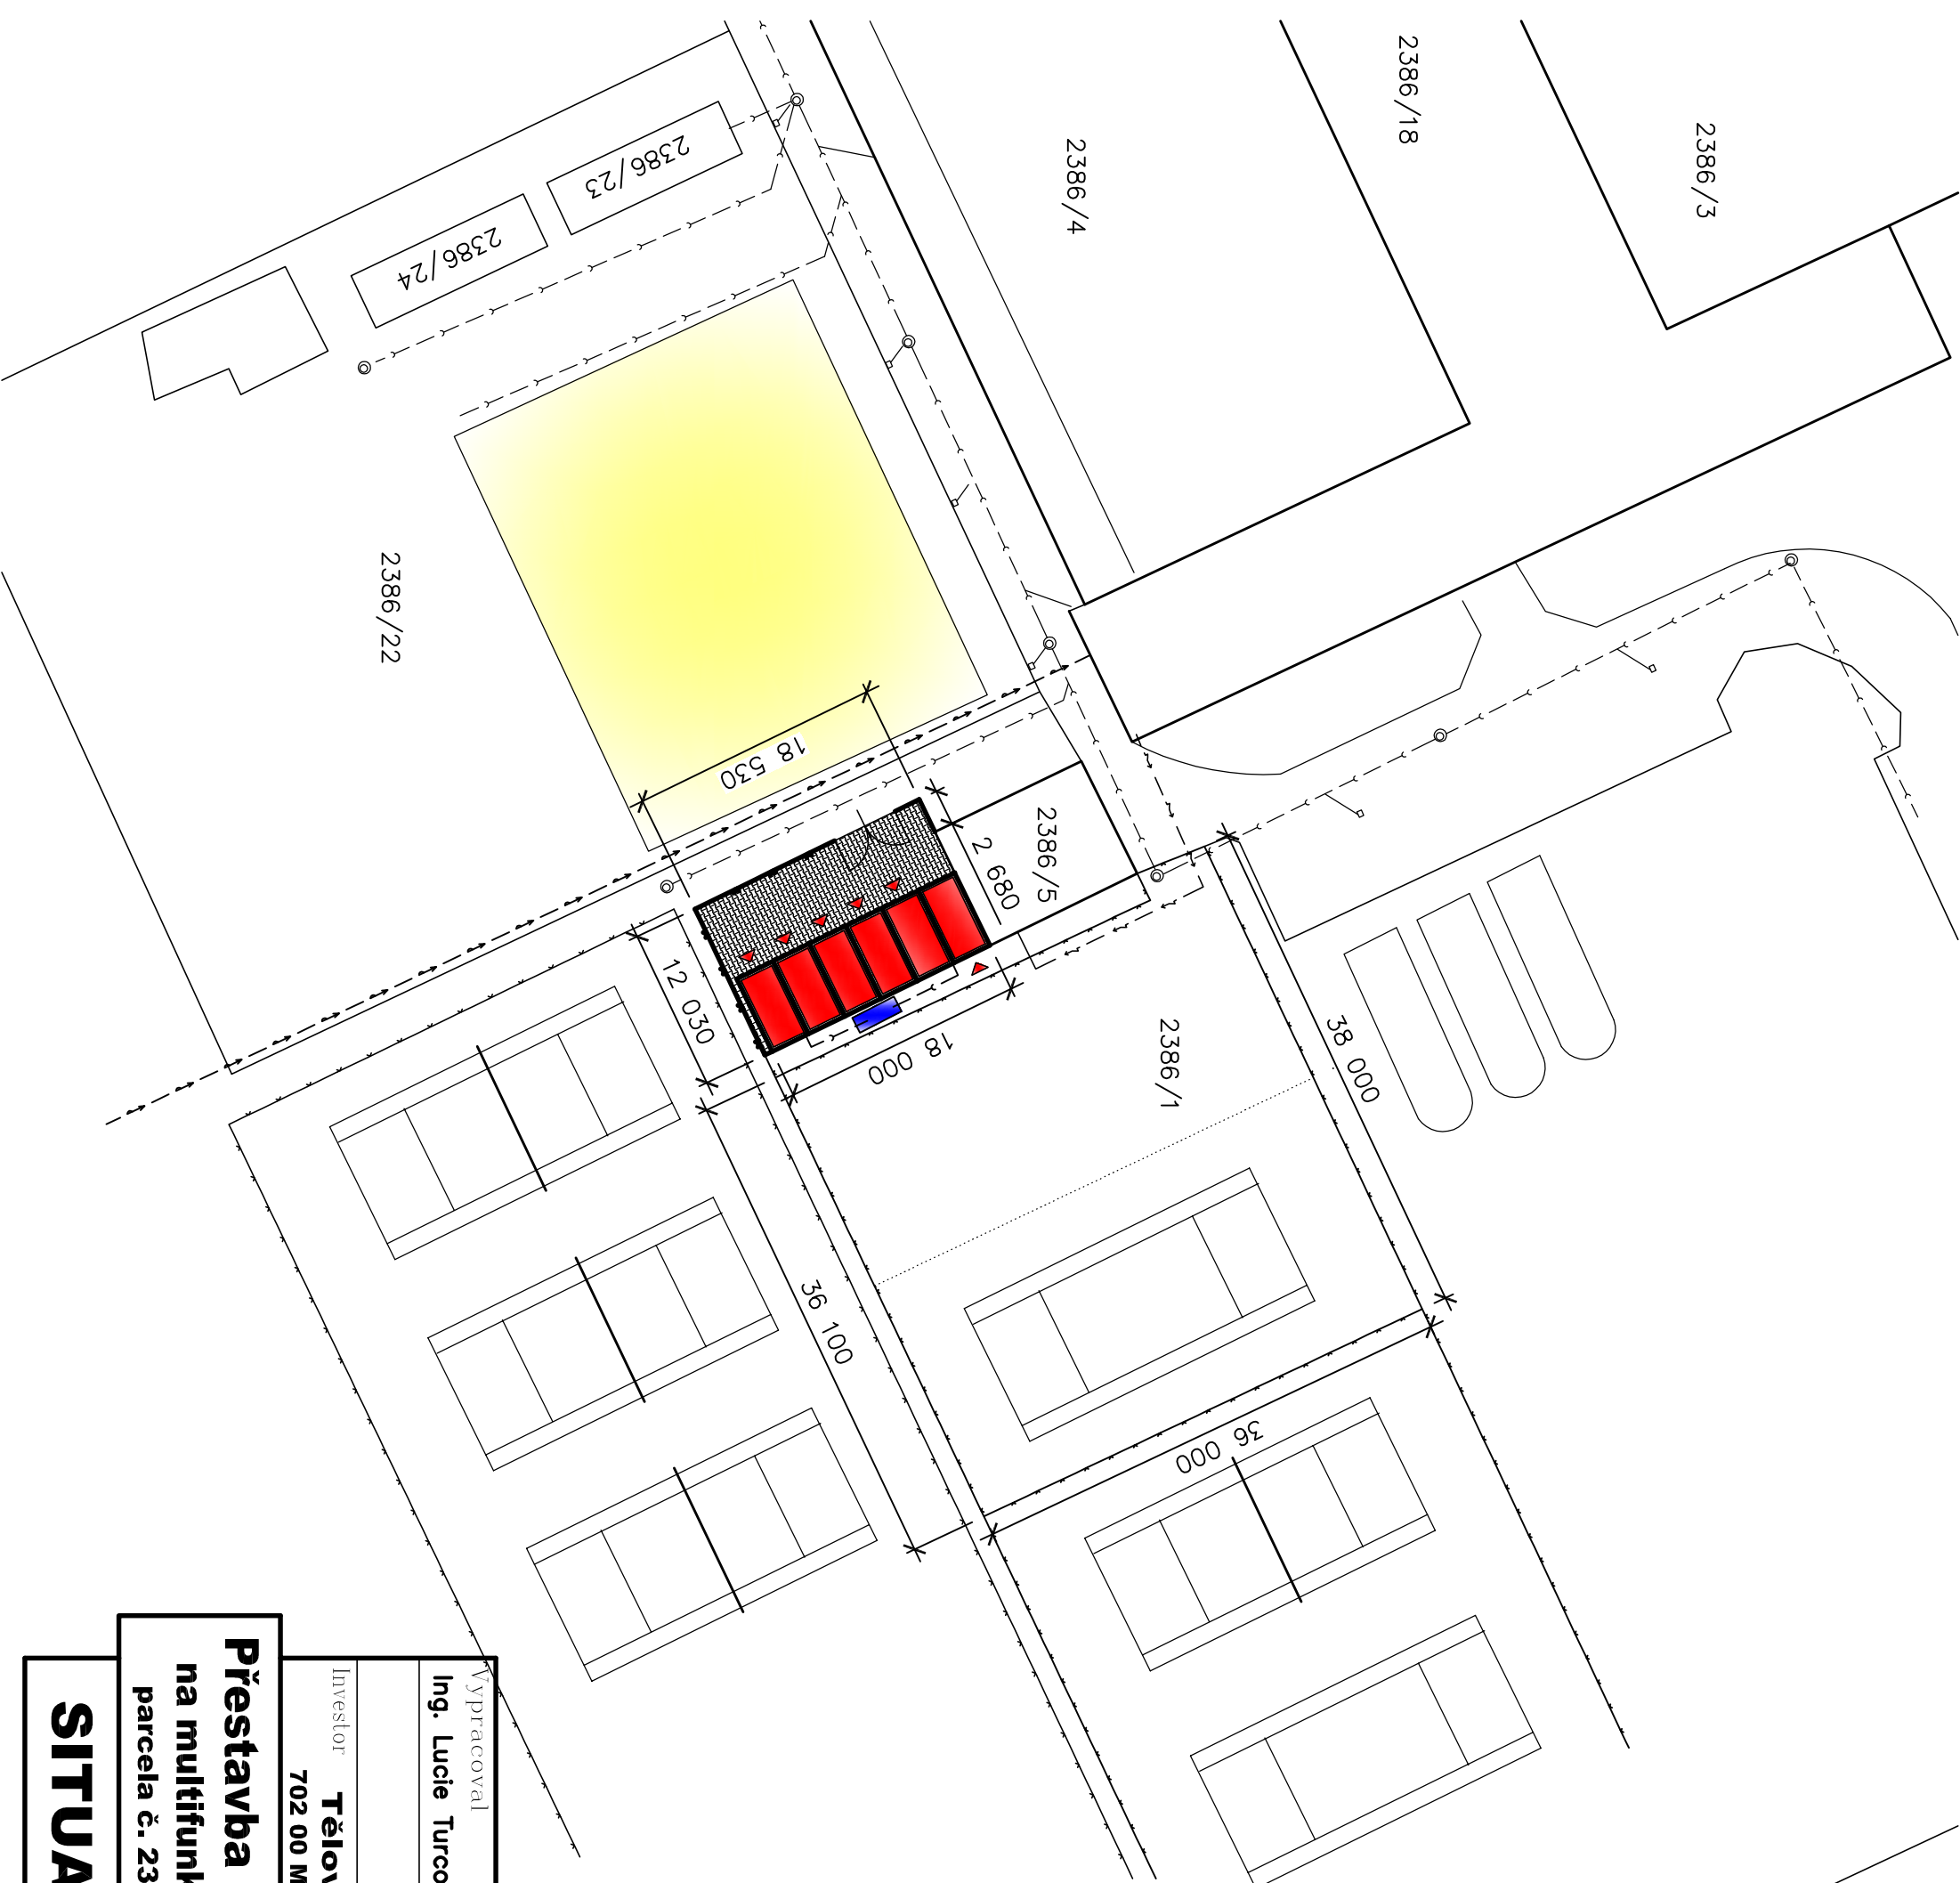 2386/18
2386/3
2386/4
2386/23
2386/24
2386/22
18 530
2386/5
2 680
12 030
18 000
2386/1
38 000
36 100
36 000
Vypracoval
Ing. Lucie Turco
Investor
Tělov
702 00 M
Přestavba
na multifunk
parcela č. 23
SITUA